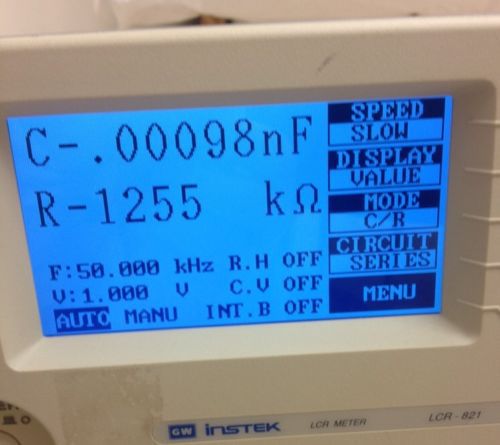 C-.00098nF
R-1255 kΩ
F:50.000 kHz R.H OFF
V:1.000 V C.V OFF
AUTO MANU INT.B OFF
SPEED
SLOW
DISPLAY
VALUE
MODE
C/R
CIRCUIT
SERIES
MENU
GW INSTEK LCR METER LCR-821